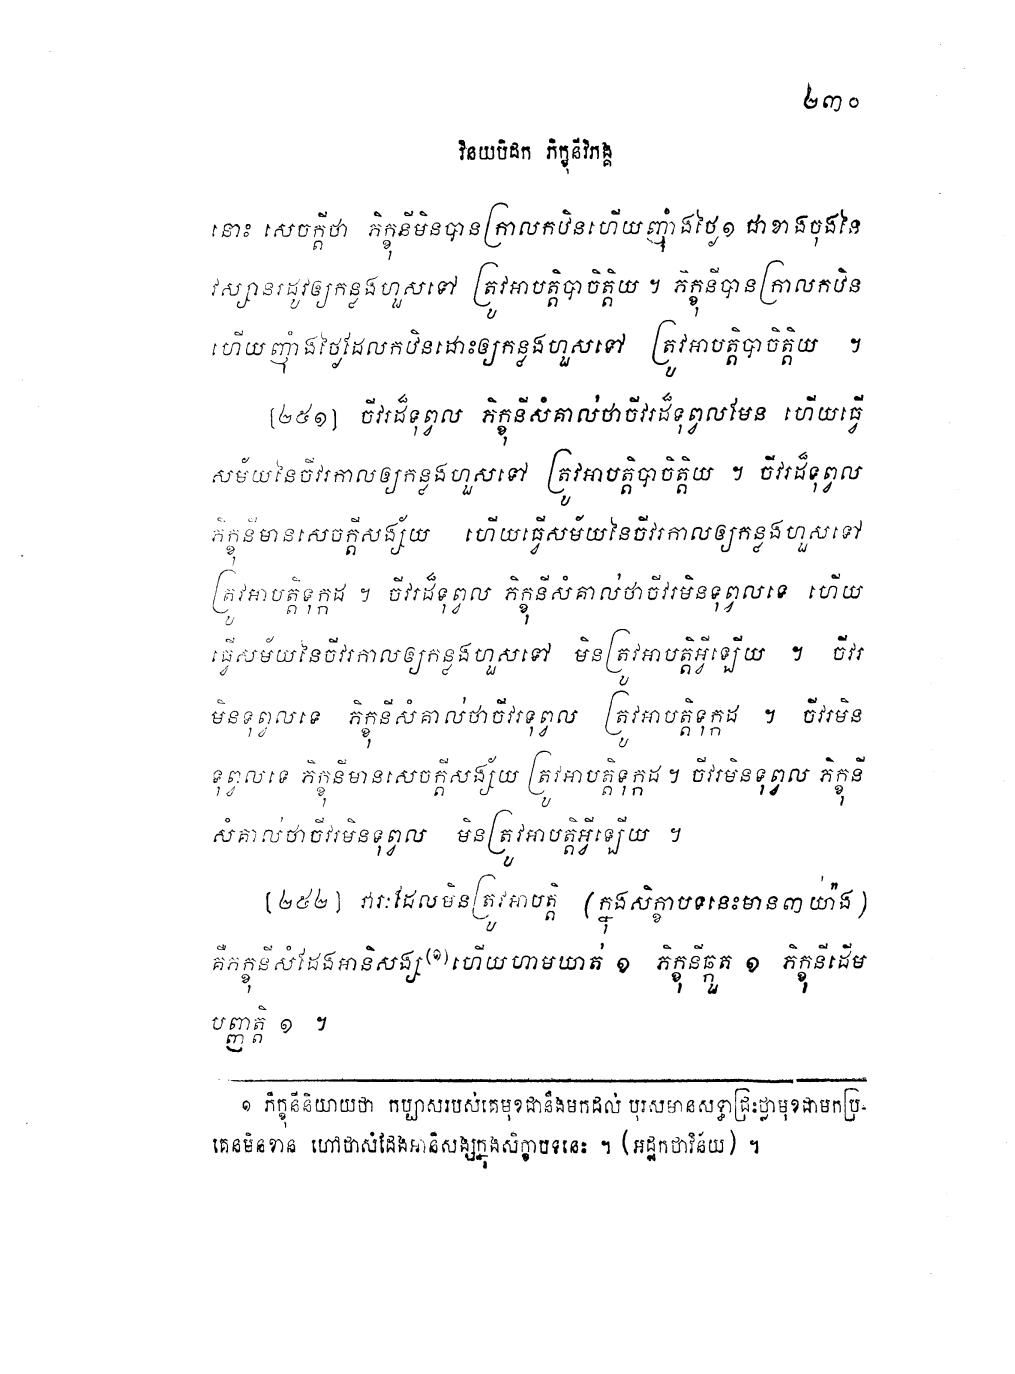 ២៣០
វិនយបិដក ភិក្ខុនីវិភង្គ
នោះ សេចក្តីថា ភិក្ខុនីមិនបានក្រាលកឋិនហើយញ៉ាំងថ្ងៃ១ ជាខាងចុងនៃ
វស្សានរដូវឲ្យកន្លងហួសទៅ ត្រូវអាបត្តិបាចិត្តិយ ។ ភិក្ខុនីបានក្រាលកឋិន
ហើយញ៉ាំងថ្ងៃដែលកឋិនដោះឲ្យកន្លងហួសទៅ ត្រូវអាបត្តិបាចិត្តិយ ។
[២៥១] ចីវរដ៏ទុព្វល ភិក្ខុនីសំគាល់ថាចីវរដ៏ទុព្វលមែន ហើយធ្វើ
សម័យនៃចីវរកាលឲ្យកន្លងហួសទៅ ត្រូវអាបត្តិបាចិត្តិយ ។ ចីវរដ៏ទុព្វល
ភិក្ខុនីមានសេចក្តីសង្ស័យ ហើយធ្វើសម័យនៃចីវរកាលឲ្យកន្លងហួសទៅ
ត្រូវអាបត្តិទុក្កដ ។ ចីវរដ៏ទុព្វល ភិក្ខុនីសំគាល់ថាចីវរមិនទុព្វលទេ ហើយ
ធ្វើសម័យនៃចីវរកាលឲ្យកន្លងហួសទៅ មិនត្រូវអាបត្តិអ្វីឡើយ ។ ចីវរ
មិនទុព្វលទេ ភិក្ខុនីសំគាល់ថាចីវរទុព្វល ត្រូវអាបត្តិទុក្កដ ។ ចីវរមិន
ទុព្វលទេ ភិក្ខុនីមានសេចក្តីសង្ស័យ ត្រូវអាបត្តិទុក្កដ ។ ចីវរមិនទុព្វល ភិក្ខុនី
សំគាល់ថាចីវរមិនទុព្វល មិនត្រូវអាបត្តិអ្វីឡើយ ។
[២៥២] វារៈដែលមិនត្រូវអាបត្តិ (ក្នុងសិក្ខាបទនេះមាន៣យ៉ាង)
គឺភិក្ខុនីសំដែងអានិសង្ស(១)ហើយហាមឃាត់ ១ ភិក្ខុនីឆ្កួត ១ ភិក្ខុនីដើម
បញ្ញត្តិ ១ ។
១ ភិក្ខុនីនិយាយថា កប្បាសរបស់គេមុខជានឹងមកដល់ បុរសមានសទ្ធាជ្រះថ្លាមុខជាមកប្រ-
គេនមិនខាន ហៅថាសំដែងអានិសង្សក្នុងសិក្ខាបទនេះ ។ (អដ្ឋកថាវិន័យ) ។